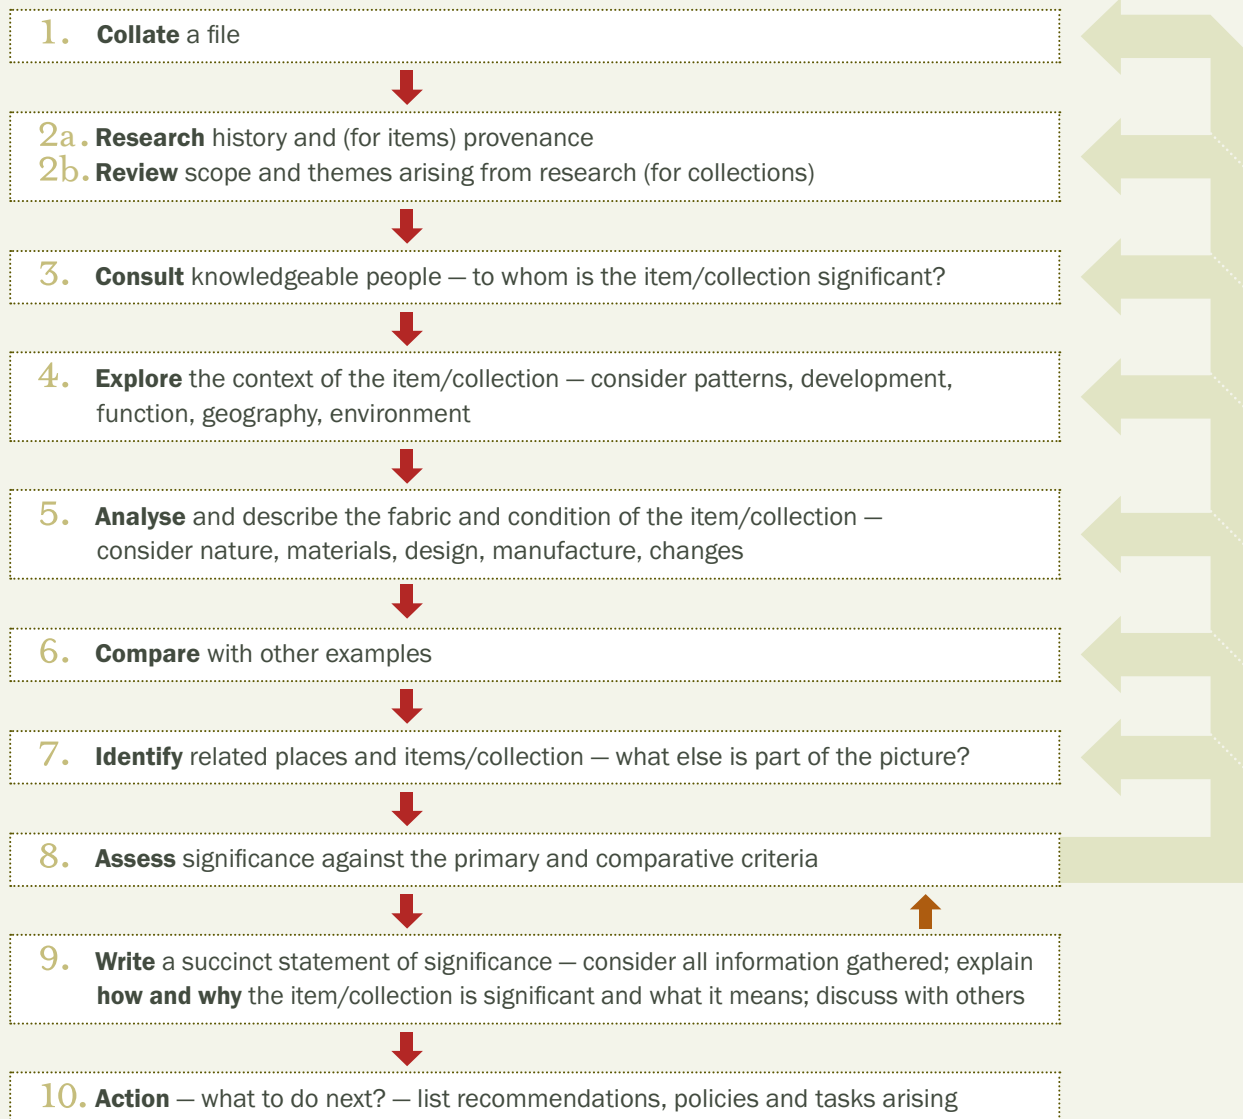 1. Collate a file
2a. Research history and (for items) provenance
2b. Review scope and themes arising from research (for collections)
3. Consult knowledgeable people — to whom is the item/collection significant?
4. Explore the context of the item/collection — consider patterns, development,
function, geography, environment
5. Analyse and describe the fabric and condition of the item/collection —
consider nature, materials, design, manufacture, changes
6. Compare with other examples
7. Identify related places and items/collection — what else is part of the picture?
8. Assess significance against the primary and comparative criteria
9. Write a succinct statement of significance — consider all information gathered; explain
how and why the item/collection is significant and what it means; discuss with others
10. Action — what to do next? — list recommendations, policies and tasks arising